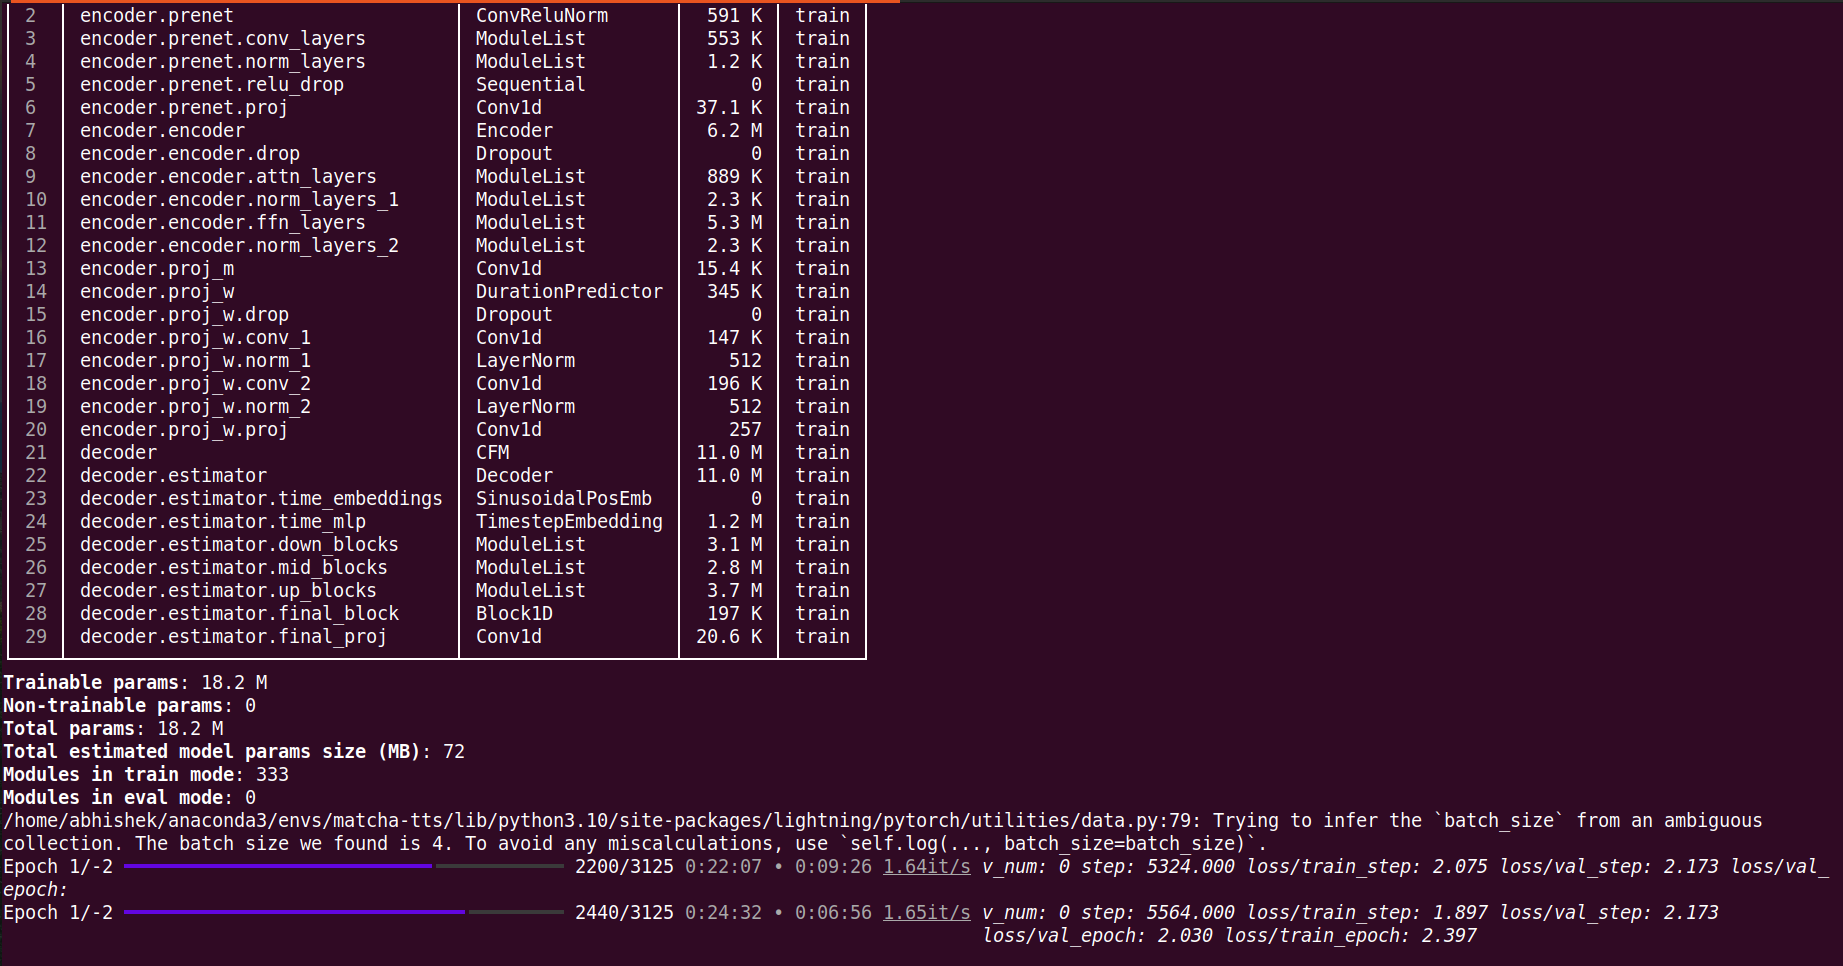 2 encoder.prenet ConvReluNorm 591 K train
3 encoder.prenet.conv_layers ModuleList 553 K train
4 encoder.prenet.norm_layers ModuleList 1.2 K train
5 encoder.prenet.relu_drop Sequential 0 train
6 encoder.prenet.proj Conv1d 37.1 K train
7 encoder.encoder Encoder 6.2 M train
8 encoder.encoder.drop Dropout 0 train
9 encoder.encoder.attn_layers ModuleList 889 K train
10 encoder.encoder.norm_layers_1 ModuleList 2.3 K train
11 encoder.encoder.ffn_layers ModuleList 5.3 M train
12 encoder.encoder.norm_layers_2 ModuleList 2.3 K train
13 encoder.proj_m Conv1d 15.4 K train
14 encoder.proj_w DurationPredictor 345 K train
15 encoder.proj_w.drop Dropout 0 train
16 encoder.proj_w.conv_1 Conv1d 147 K train
17 encoder.proj_w.norm_1 LayerNorm 512 train
18 encoder.proj_w.conv_2 Conv1d 196 K train
19 encoder.proj_w.norm_2 LayerNorm 512 train
20 encoder.proj_w.proj Conv1d 257 train
21 decoder CFM 11.0 M train
22 decoder.estimator Decoder 11.0 M train
23 decoder.estimator.time_embeddings SinusoidalPosEmb 0 train
24 decoder.estimator.time_mlp TimestepEmbedding 1.2 M train
25 decoder.estimator.down_blocks ModuleList 3.1 M train
26 decoder.estimator.mid_blocks ModuleList 2.8 M train
27 decoder.estimator.up_blocks ModuleList 3.7 M train
28 decoder.estimator.final_block Block1D 197 K train
29 decoder.estimator.final_proj Conv1d 20.6 K train
Trainable params: 18.2 M
Non-trainable params: 0
Total params: 18.2 M
Total estimated model params size (MB): 72
Modules in train mode: 333
Modules in eval mode: 0
/home/abhishek/anaconda3/envs/matcha-tts/lib/python3.10/site-packages/lightning/pytorch/utilities/data.py:79: Trying to infer the `batch_size` from an ambiguous
collection. The batch size we found is 4. To avoid any miscalculations, use `self.log(..., batch_size=batch_size)`.
Epoch 1/-2 2200/3125 0:22:07 • 0:09:26 1.64it/s v_num: 0 step: 5324.000 loss/train_step: 2.075 loss/val_step: 2.173 loss/val_
epoch:
Epoch 1/-2 2440/3125 0:24:32 • 0:06:56 1.65it/s v_num: 0 step: 5564.000 loss/train_step: 1.897 loss/val_step: 2.173
loss/val_epoch: 2.030 loss/train_epoch: 2.397